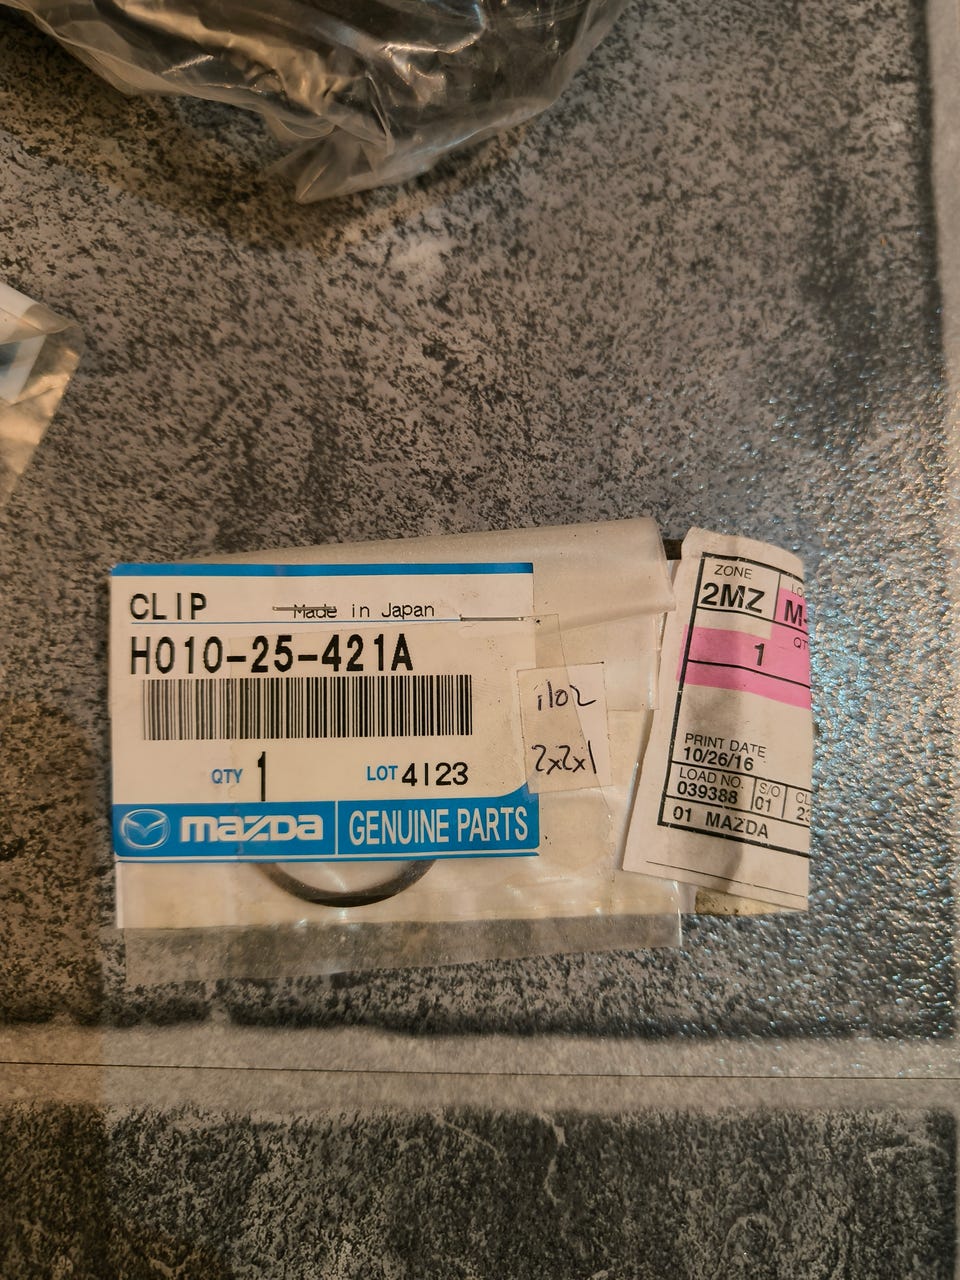 CLIP
Made in Japan
H010-25-421A
QTY 1
LOT 4123
mazda
GENUINE PARTS
1102
2x2x1
ZONE
2MZ
M-
1
PRINT DATE
10/26/16
LOAD NO.
039388
S/O
01
01 MAZDA